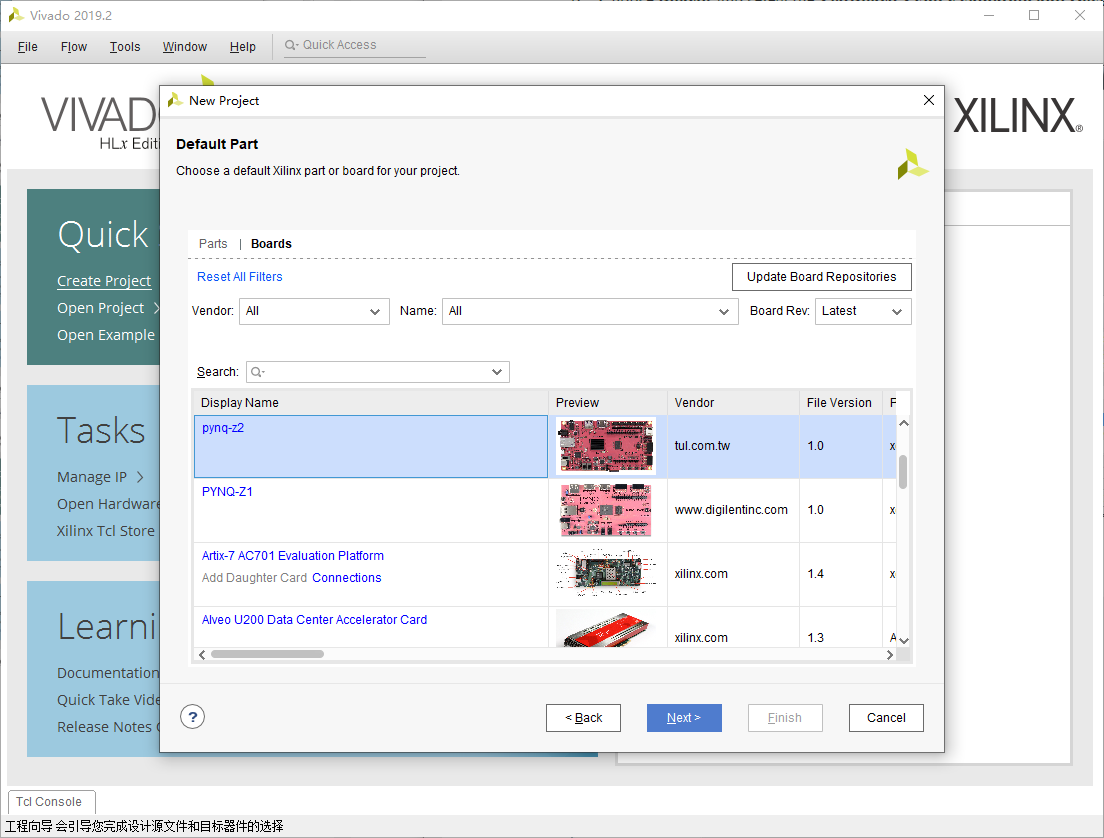 Vivado 2019.2
File Flow Tools Window Help Quick Access
New Project
VIVADO
HLx Editi
XILINX®
Default Part
Choose a default Xilinx part or board for your project.
Quick
Create Project
Open Project
Open Example
Parts | Boards
Reset All Filters
Update Board Repositories
Vendor: All Name: All Board Rev: Latest
Search:
Display Name Preview Vendor File Version P
pynq-z2 tul.com.tw 1.0 x
PYNQ-Z1 www.digilentinc.com 1.0 x
Artix-7 AC701 Evaluation Platform
Add Daughter Card Connections xilinx.com 1.4 x
Alveo U200 Data Center Accelerator Card
xilinx.com 1.3 A
Tasks
Manage IP
Open Hardware
Xilinx Tcl Store
Learni
Documentation
Quick Take Vide
Release Notes
? < Back Next > Finish Cancel
Tcl Console
工程向导 会引导您完成设计源文件和目标器件的选择